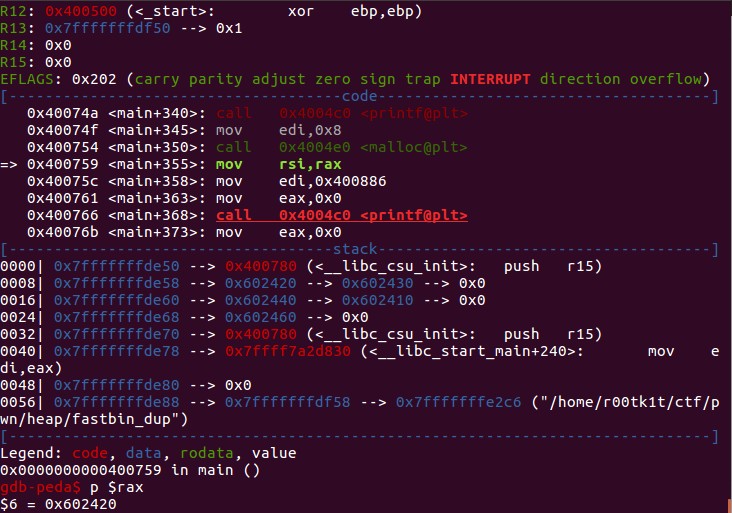 R12: 0x400500 (<_start>:	xor    ebp,ebp)
R13: 0x7fffffffdf50 --> 0x1
R14: 0x0
R15: 0x0
EFLAGS: 0x202 (carry parity adjust zero sign trap INTERRUPT direction overflow)
[-------------------------------------code-------------------------------------]
   0x40074a <main+340>:	call   0x4004c0 <printf@plt>
   0x40074f <main+345>:	mov    edi,0x8
   0x400754 <main+350>:	call   0x4004e0 <malloc@plt>
=> 0x400759 <main+355>:	mov    rsi,rax
   0x40075c <main+358>:	mov    edi,0x400886
   0x400761 <main+363>:	mov    eax,0x0
   0x400766 <main+368>:	call   0x4004c0 <printf@plt>
   0x40076b <main+373>:	mov    eax,0x0
[------------------------------------stack-------------------------------------]
0000| 0x7fffffffde50 --> 0x400780 (<__libc_csu_init>:	push   r15)
0008| 0x7fffffffde58 --> 0x602420 --> 0x602430 --> 0x0
0016| 0x7fffffffde60 --> 0x602440 --> 0x602410 --> 0x0
0024| 0x7fffffffde68 --> 0x602460 --> 0x0
0032| 0x7fffffffde70 --> 0x400780 (<__libc_csu_init>:	push   r15)
0040| 0x7fffffffde78 --> 0x7ffff7a2d830 (<__libc_start_main+240>:	mov    e
di,eax)
0048| 0x7fffffffde80 --> 0x0
0056| 0x7fffffffde88 --> 0x7fffffffdf58 --> 0x7fffffffe2c6 ("/home/r00tk1t/ctf/p
wn/heap/fastbin_dup")
[------------------------------------------------------------------------------]
Legend: code, data, rodata, value
0x0000000000400759 in main ()
gdb-peda$ p $rax
$6 = 0x602420